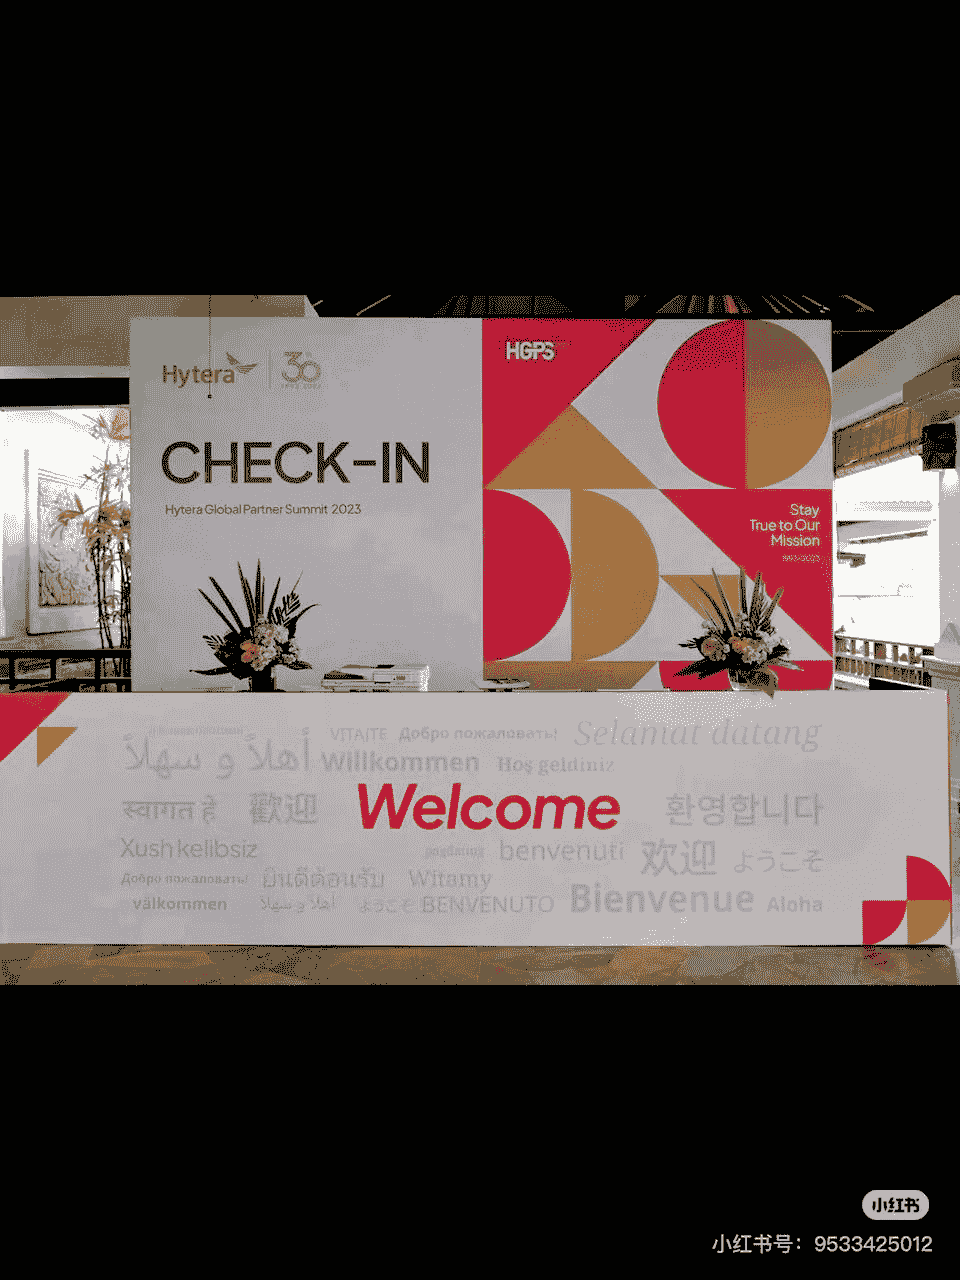 Hytera 30
CHECK-IN
Hytera Global Partner Summit 2023
HGPS
Stay
True to Our
Mission
1993-2023
VITAJTE Добро пожаловать! Selamat datang
أهلاً و سهلاً Willkommen Hoş geldiniz
स्वागत हे 歡迎 Welcome 환영합니다
Xush kelibsiz benvenuti 欢迎 ようこそ
Добро пожаловать! ยินดีต้อนรับ Witamy
välkommen أهلاً و سهلاً ようこそ BENVENUTO Bienvenue Aloha
小红书
小红书号：9533425012